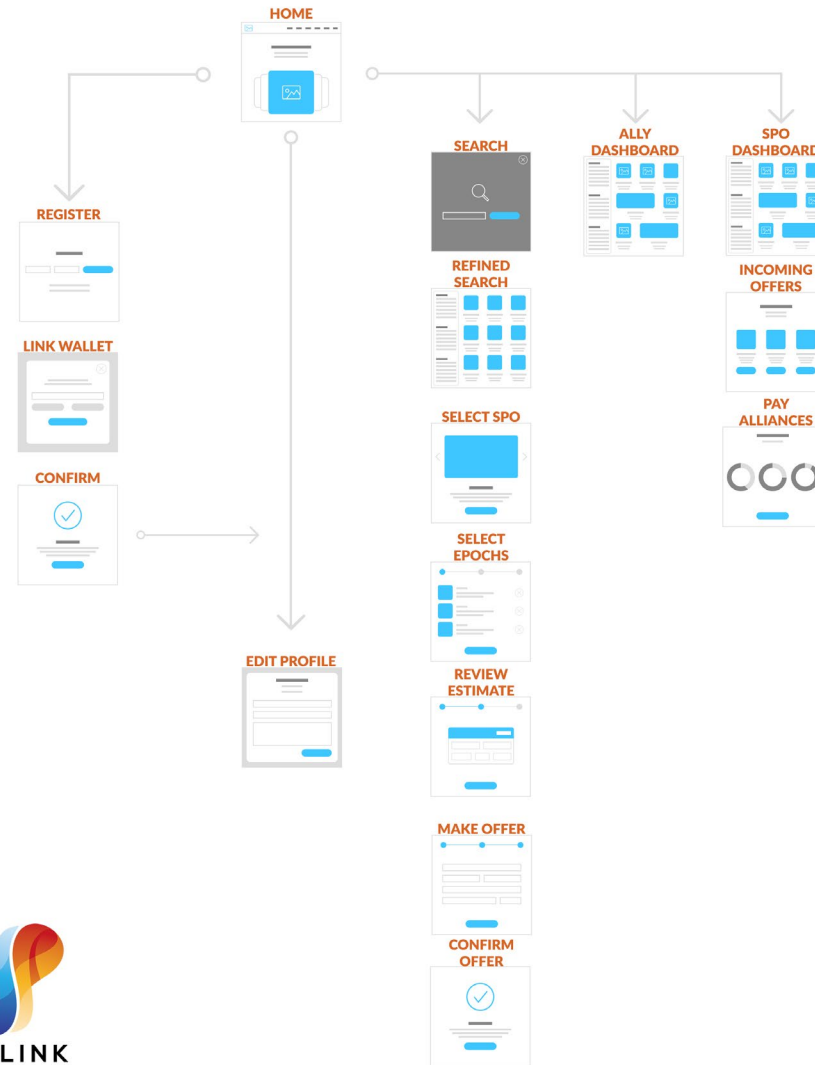 HOME
REGISTER
LINK WALLET
CONFIRM
EDIT PROFILE
SEARCH
REFINED
SEARCH
SELECT SPO
SELECT
EPOCHS
REVIEW
ESTIMATE
MAKE OFFER
CONFIRM
OFFER
ALLY
DASHBOARD
SPO
DASHBOARD
INCOMING
OFFERS
PAY
ALLIANCES
LINK